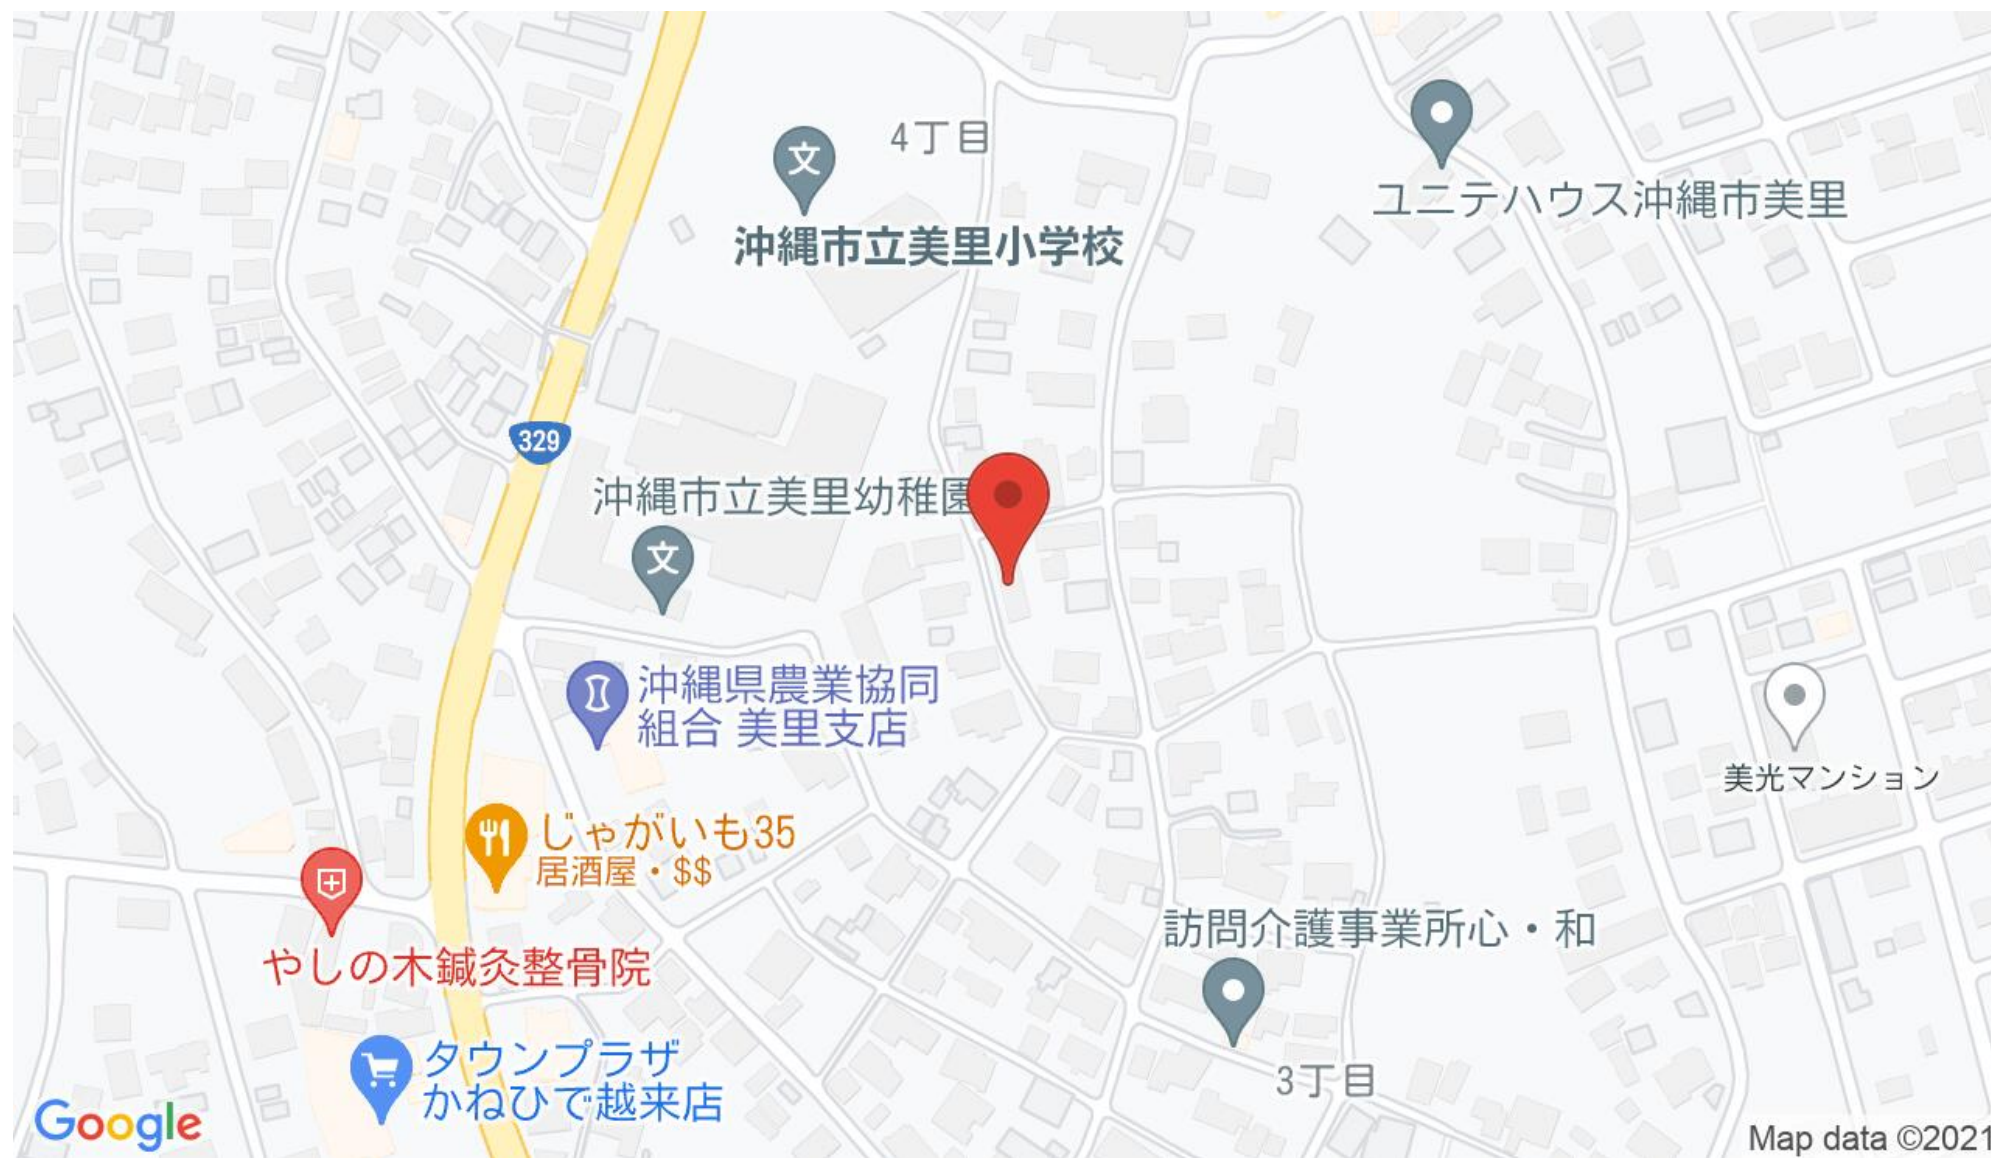 4丁目
文
沖縄市立美里小学校
ユニテハウス沖縄市美里
329
沖縄市立美里幼稚園
文
沖縄県農業協同
組合 美里支店
美光マンション
じゃがいも35
居酒屋・$$
やしの木鍼灸整骨院
訪問介護事業所心・和
タウンプラザ
かねひで越来店
3丁目
Google
Map data ©2021